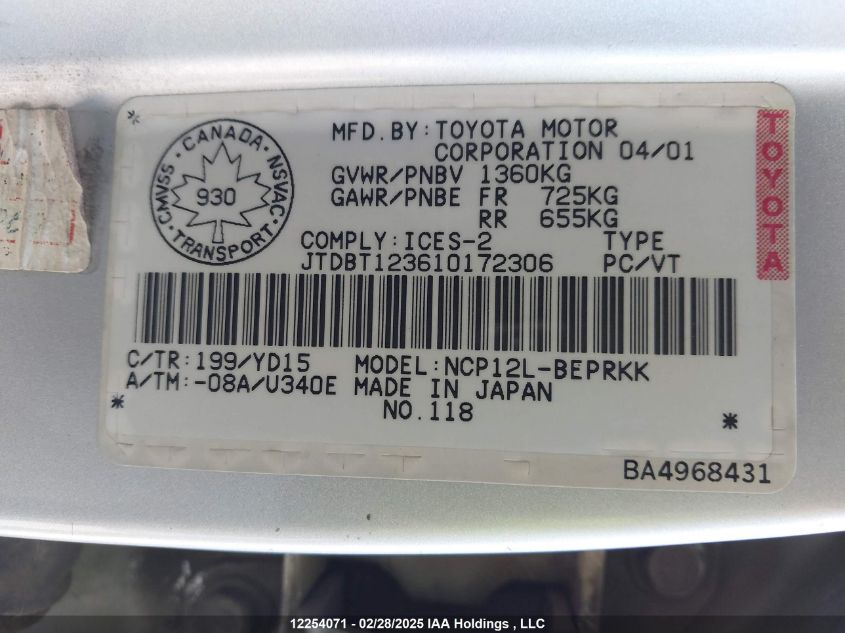 MFD.BY:TOYOTA MOTOR
CORPORATION 04/01
GVWR/PNBV 1360KG
GAWR/PNBE FR 725KG
RR 655KG
COMPLY:ICES-2 TYPE
JTDBT123610172306 PC/VT
CANADA · NSVAC · TRANSPORT · CMVSS
930
TOYOTA
C/TR:199/YD15 MODEL:NCP12L-BEPRKK
A/TM:-08A/U340E MADE IN JAPAN
NO.118
BA4968431
12254071 - 02/28/2025 IAA Holdings , LLC